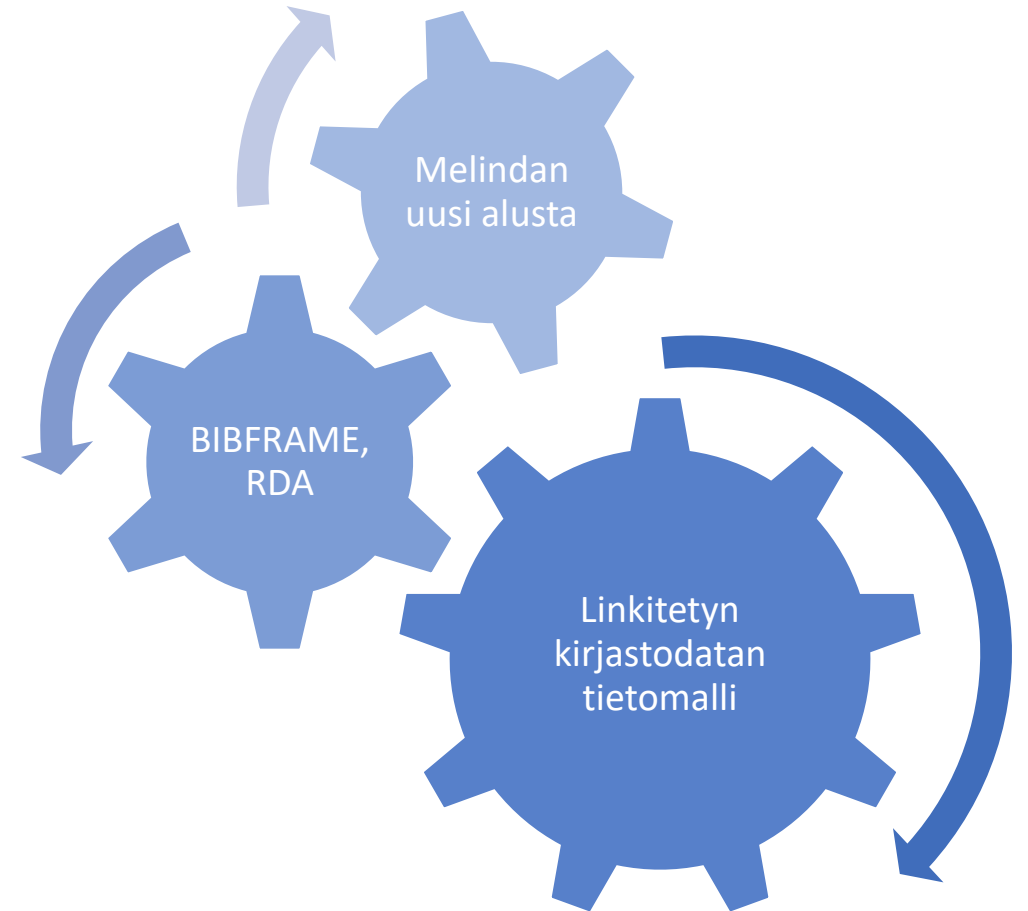 Melindan
uusi alusta
BIBFRAME,
RDA
Linkitetyn
kirjastodatan
tietomalli